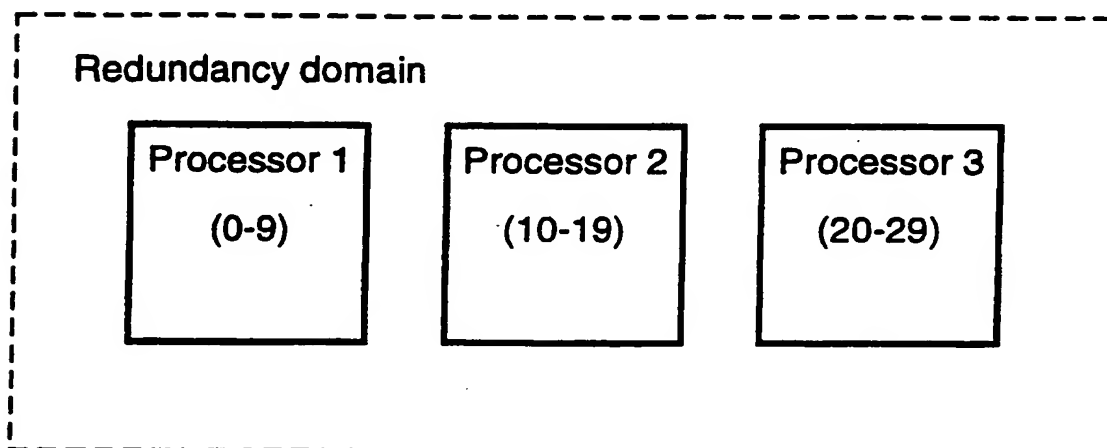 Redundancy domain
Processor 1
(0-9)
Processor 2
(10-19)
Processor 3
(20-29)